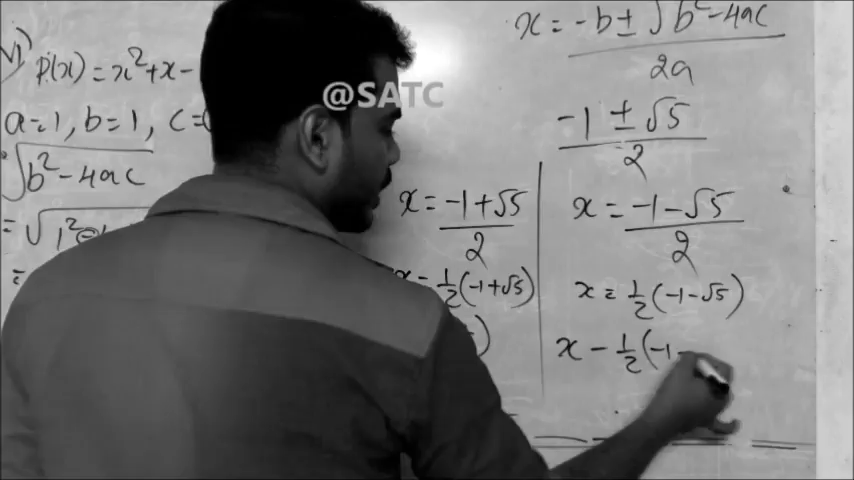 vi) P(x) = x² + x -
a = 1, b = 1, c =
√b² - 4ac
= √1²
=
@SATC
x = -1 + √5 / 2
x = 1/2 (-1 + √5)
)
x = -b ± √b² - 4ac / 2a
-1 ± √5 / 2
x = -1 - √5 / 2
x = 1/2 (-1 - √5)
x - 1/2 (-1 -